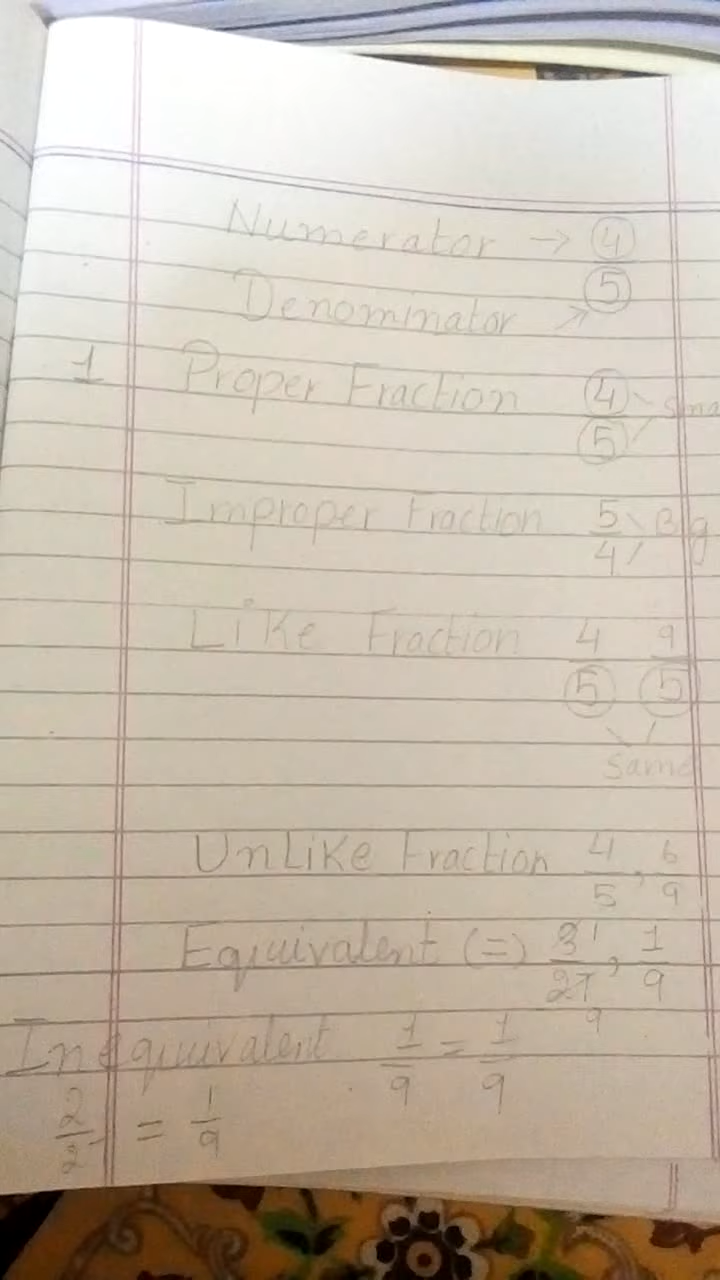 Numerator → 4
5
Denominator ↗
1 Proper Fraction 4/5
Improper Fraction 5/4 Big
Like Fraction 4/5 9/5
Same
UnLike Fraction 4/5, 6/9
Equivalent (=) 3/27, 1/9
1
9
Inequivalent 1/9 = 1/9
= 1/9